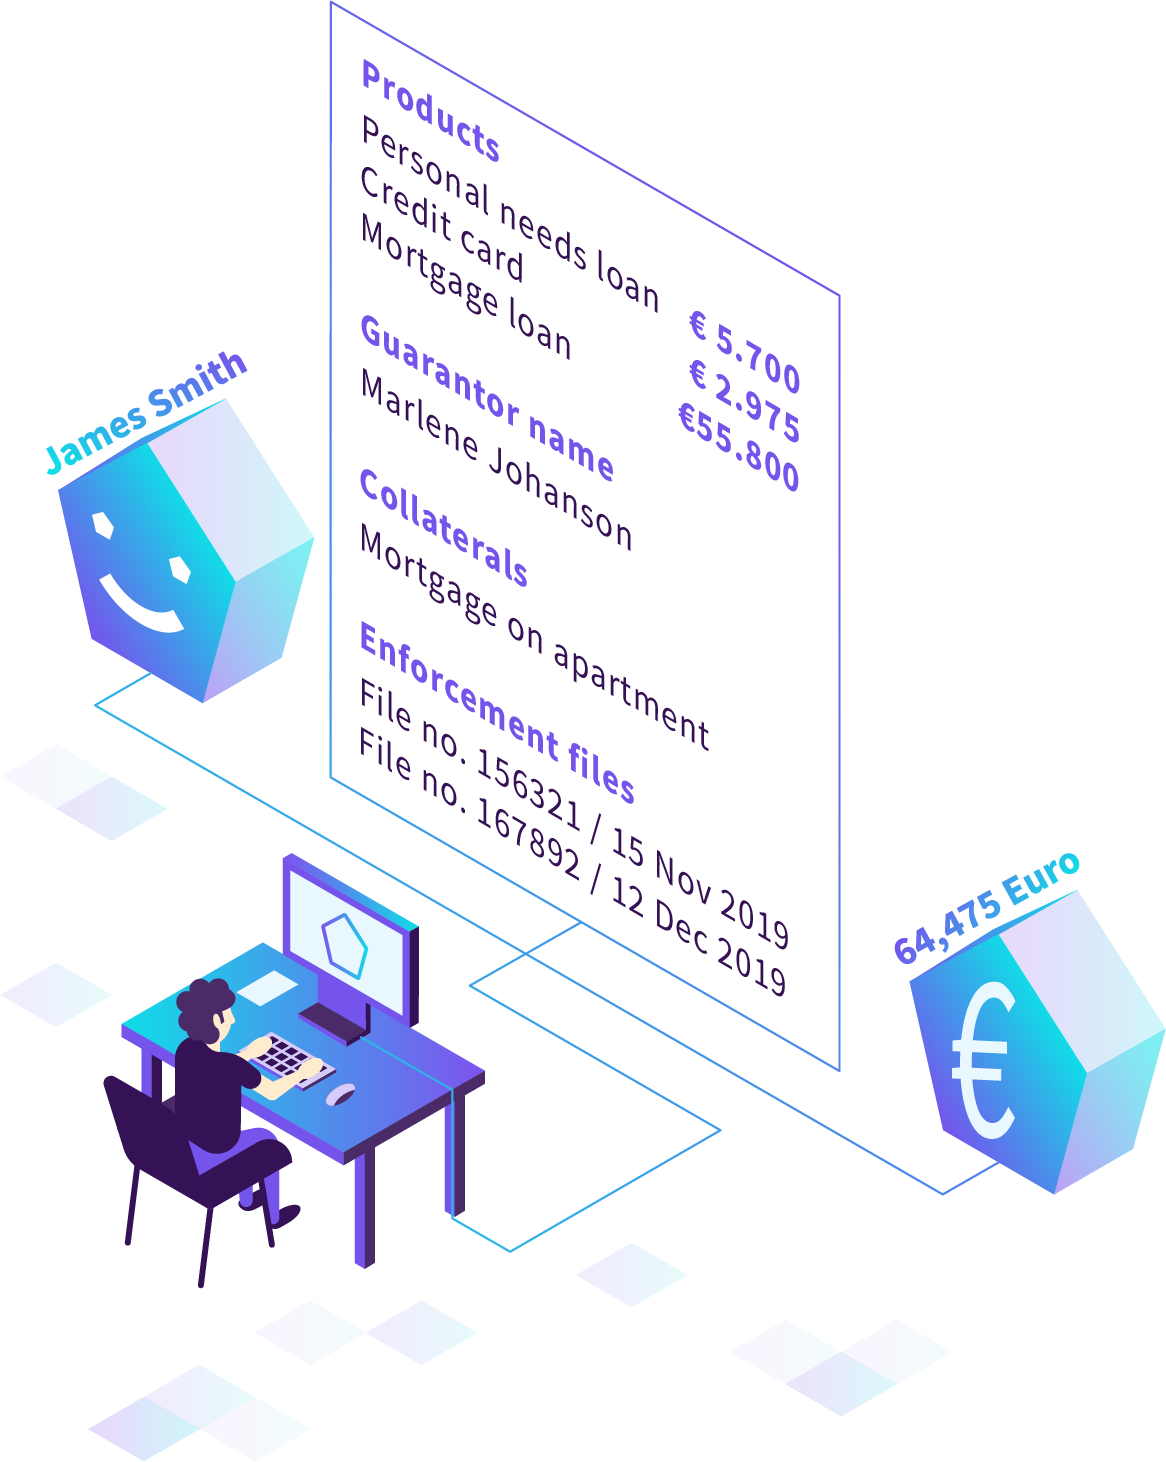 Products
Personal needs loan € 5.700
Credit card € 2.975
Mortgage loan €55.800
Guarantor name
Marlene Johanson
Collaterals
Mortgage on apartment
Enforcement files
File no. 156321 / 15 Nov 2019
File no. 167892 / 12 Dec 2019
James Smith
64,475 Euro
€